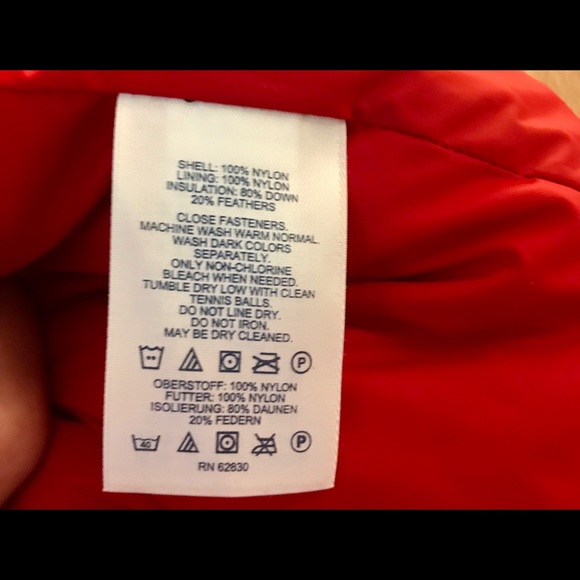 SHELL: 100% NYLON
LINING: 100% NYLON
INSULATION: 80% DOWN
20% FEATHERS
CLOSE FASTENERS.
MACHINE WASH WARM NORMAL.
WASH DARK COLORS
SEPARATELY.
ONLY NON-CHLORINE
BLEACH WHEN NEEDED.
TUMBLE DRY LOW WITH CLEAN
TENNIS BALLS.
DO NOT LINE DRY.
DO NOT IRON.
MAY BE DRY CLEANED.
P
OBERSTOFF: 100% NYLON
FUTTER: 100% NYLON
ISOLIERUNG: 80% DAUNEN
20% FEDERN
40 P
RN 62830